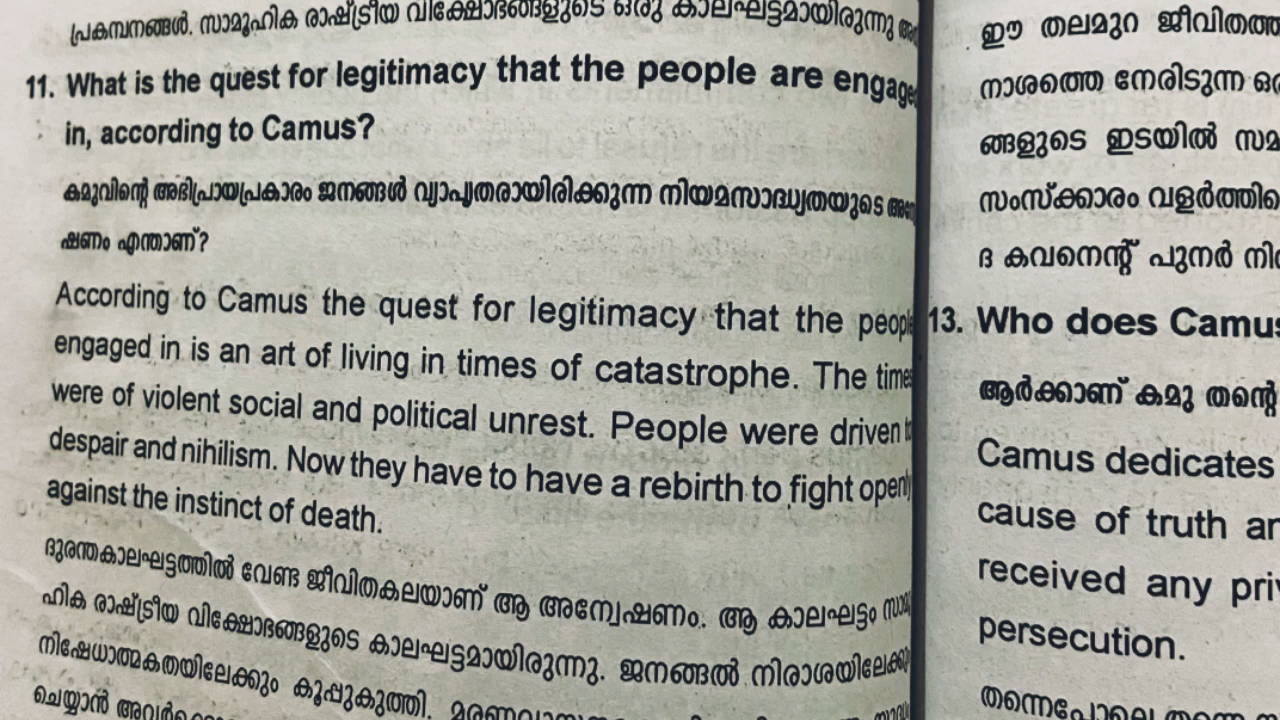 പ്രകമ്പനങ്ങൾ. സാമൂഹിക രാഷ്ട്രീയ വിക്ഷോഭങ്ങളുടെ ഒരു കാലഘട്ടമായിരുന്നു
11. What is the quest for legitimacy that the people are engaged
in, according to Camus?
കമുവിന്റെ അഭിപ്രായപ്രകാരം ജനങ്ങൾ വ്യാപൃതരായിരിക്കുന്ന നിയമസാദ്ധ്യതയുടെ
ഷണം എന്താണ്?
According to Camus the quest for legitimacy that the people
engaged in is an art of living in times of catastrophe. The times
were of violent social and political unrest. People were driven to
despair and nihilism. Now they have to have a rebirth to fight openly
against the instinct of death.
ദുരന്തകാലഘട്ടത്തിൽ വേണ്ട ജീവിതകലയാണ് ആ അന്വേഷണം. ആ കാലഘട്ടം സാമൂ
ഹിക രാഷ്ട്രീയ വിക്ഷോഭങ്ങളുടെ കാലഘട്ടമായിരുന്നു. ജനങ്ങൽ നിരാശയിലേക്കും
നിഷേധാത്മകതയിലേക്കും കൂപ്പുകുത്തി.
ചെയ്യാൻ
ഈ തലമുറ
നാശത്തെ നേരിടുന്ന
ങ്ങളുടെ ഇടയിൽ
സംസ്ക്കാരം
ദ കവനെന്റ് പുനർ
13. Who does Camus
ആർക്കാണ് കമു തന്റെ
Camus dedicates
cause of truth
received any
persecution.
തന്നെപോലെ